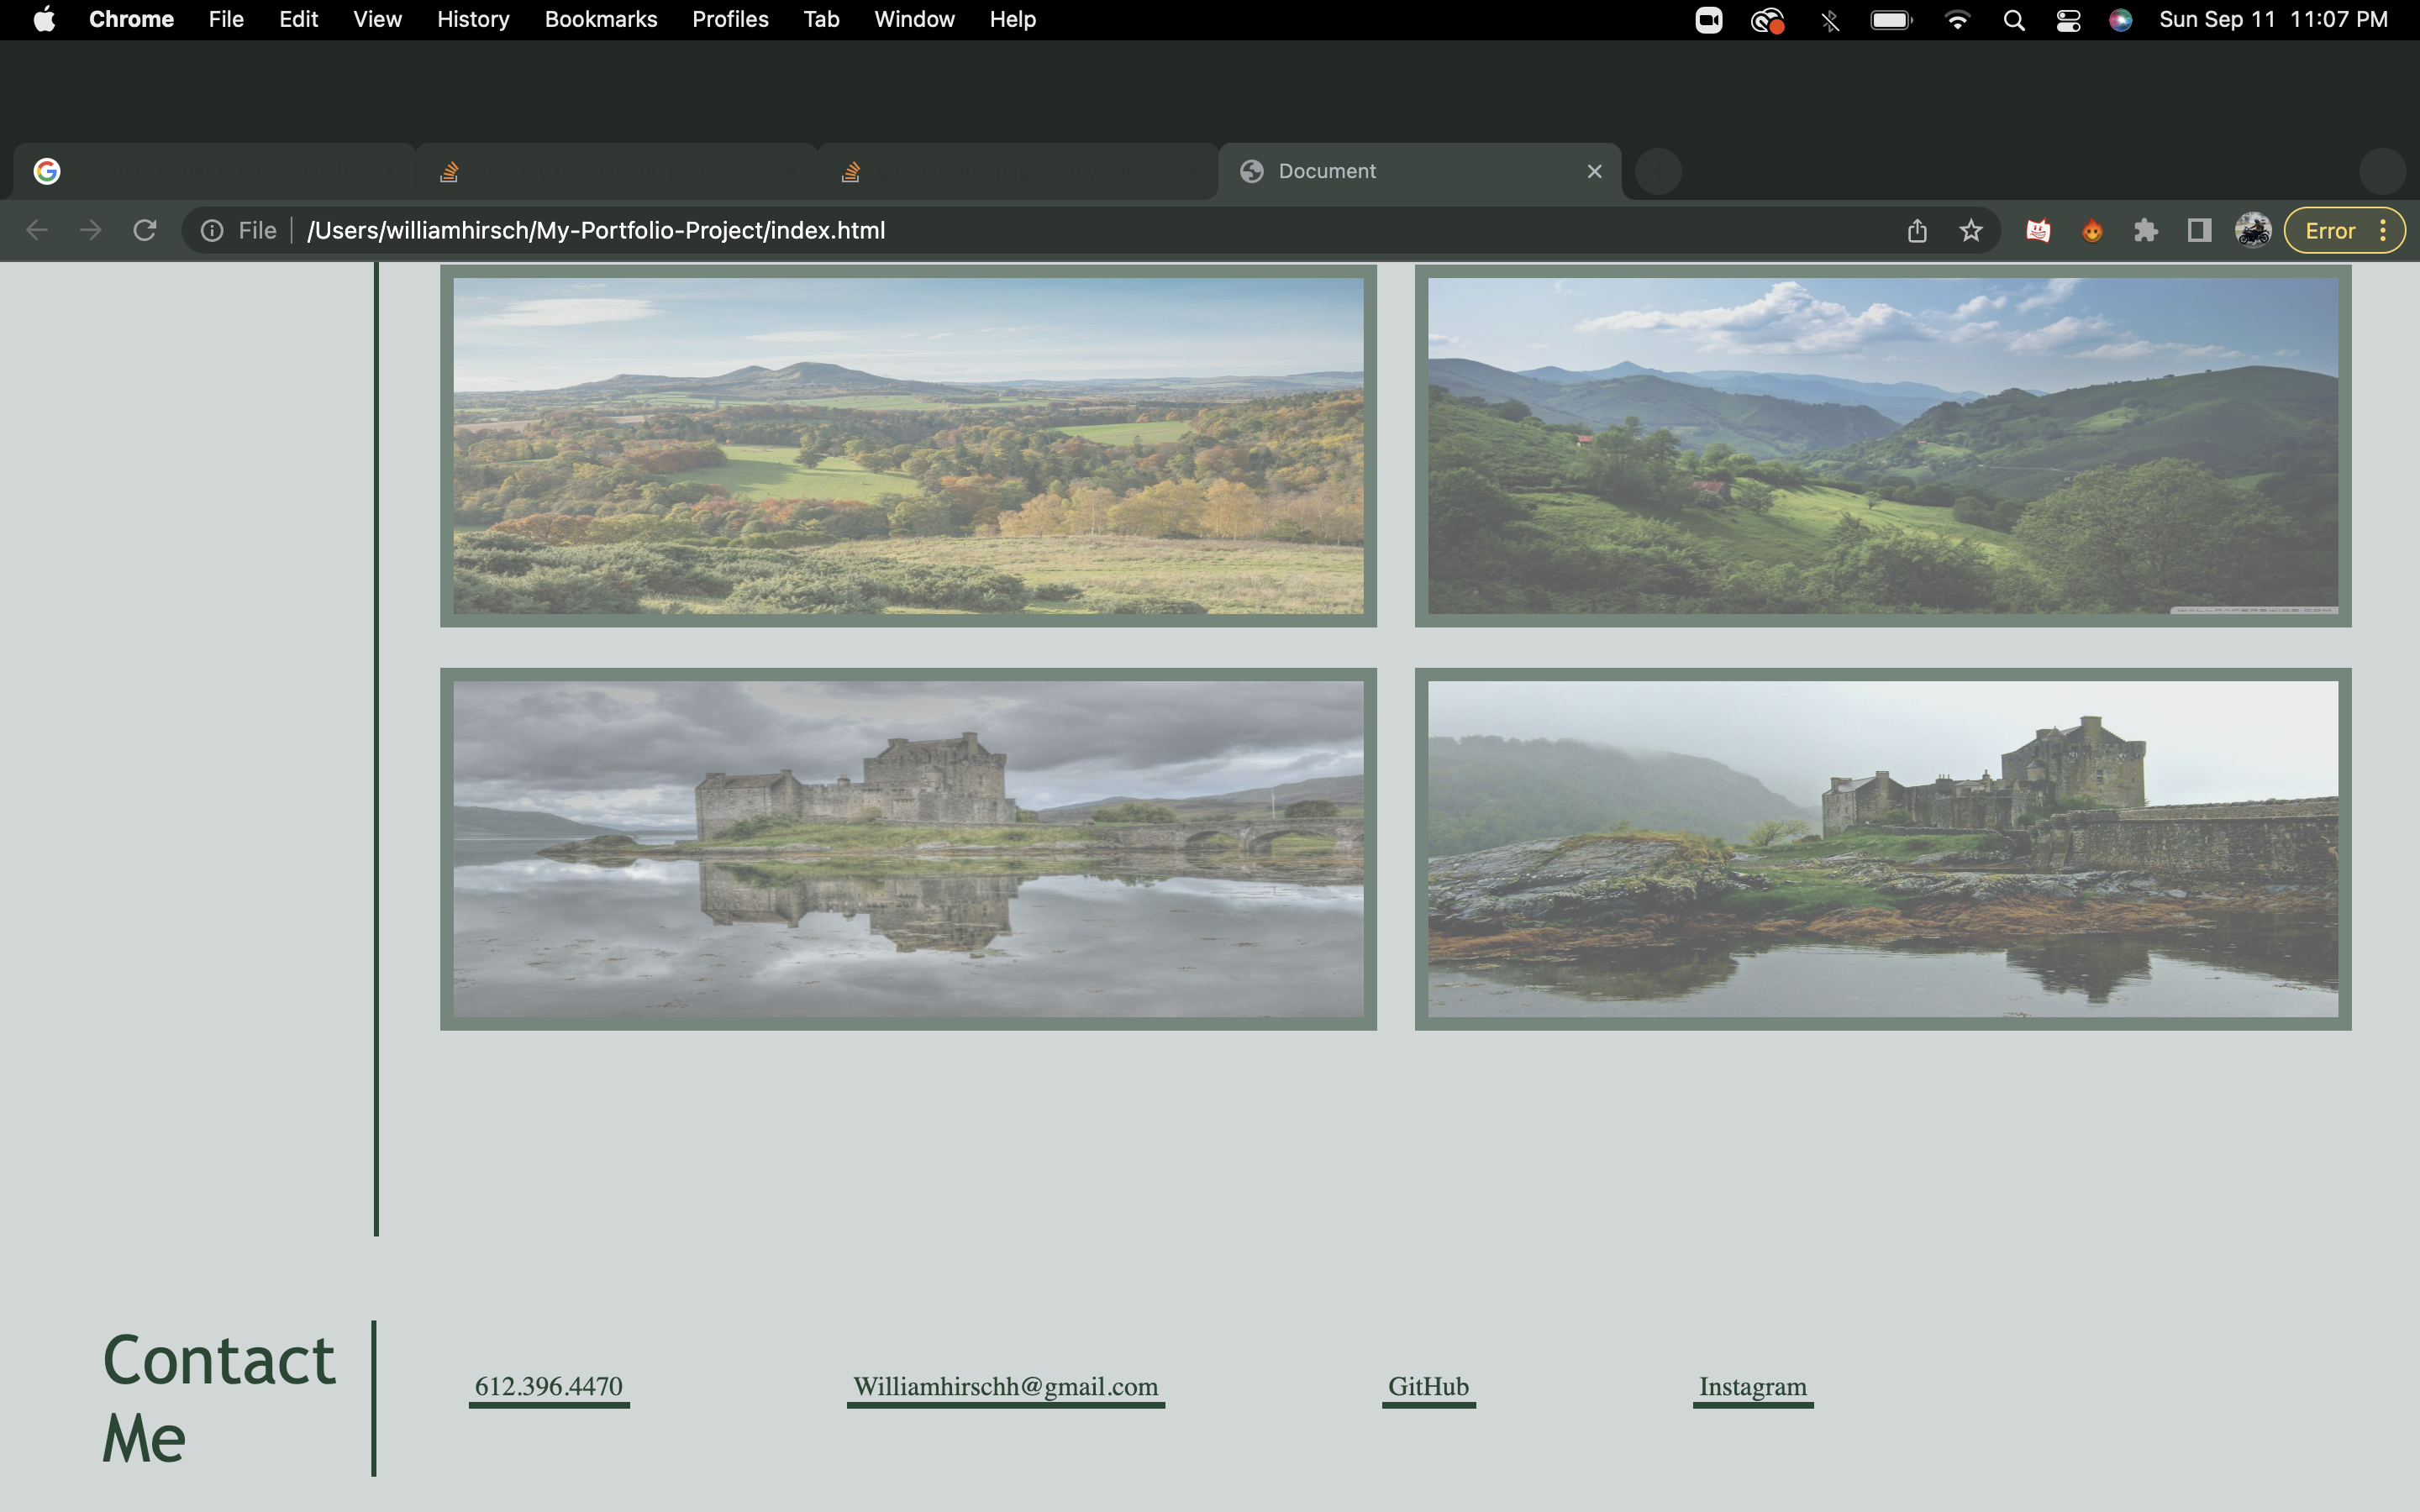 Chrome File Edit View History Bookmarks Profiles Tab Window Help Sun Sep 11 11:07 PM
Document
File /Users/williamhirsch/My-Portfolio-Project/index.html Error
Contact
Me
612.396.4470 Williamhirschh@gmail.com GitHub Instagram